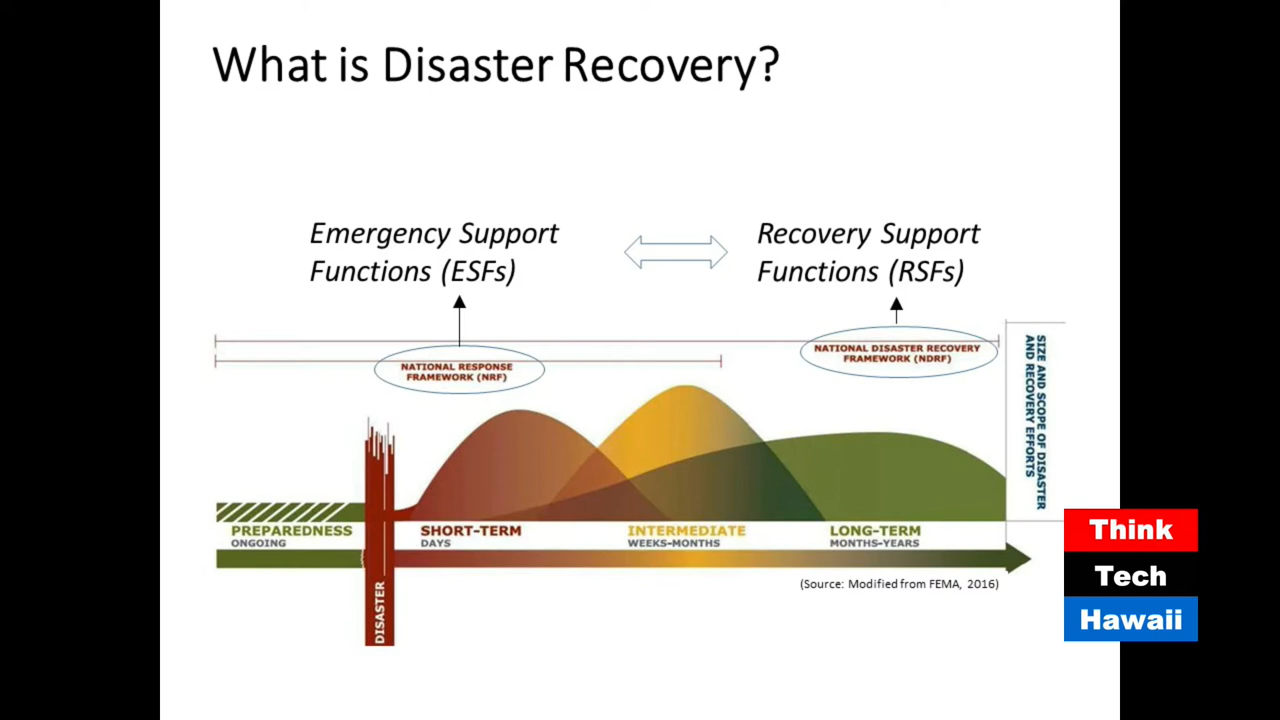 What is Disaster Recovery?
Emergency Support
Functions (ESFs)
Recovery Support
Functions (RSFs)
NATIONAL DISASTER RECOVERY
FRAMEWORK (NDRF)
NATIONAL RESPONSE
FRAMEWORK (NRF)
SIZE AND SCOPE OF DISASTER
AND RECOVERY EFFORTS
PREPAREDNESS
ONGOING
DISASTER
SHORT-TERM
DAYS
INTERMEDIATE
WEEKS-MONTHS
LONG-TERM
MONTHS-YEARS
(Source: Modified from FEMA, 2016)
Think
Tech
Hawaii